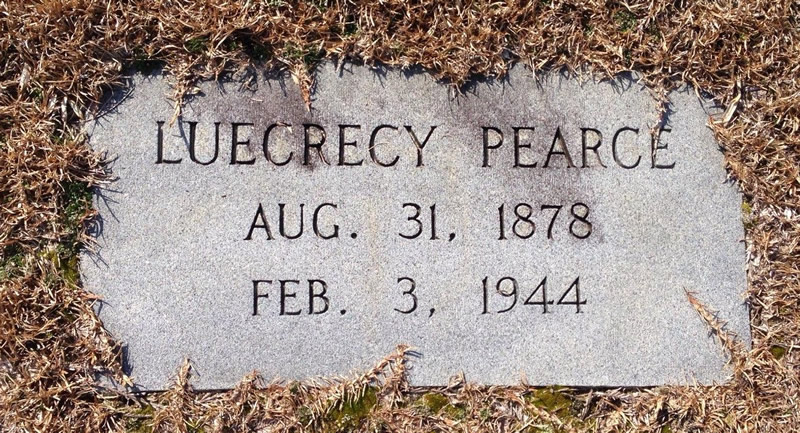 LUECRECY PEARCE
AUG. 31, 1878
FEB. 3, 1944